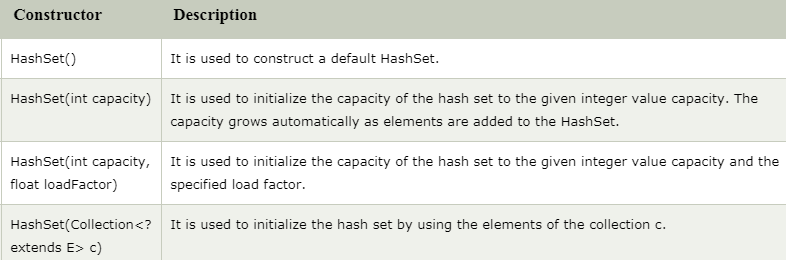 Constructor Description
HashSet() It is used to construct a default HashSet.
HashSet(int capacity) It is used to initialize the capacity of the hash set to the given integer value capacity. The
capacity grows automatically as elements are added to the HashSet.
HashSet(int capacity, It is used to initialize the capacity of the hash set to the given integer value capacity and the
float loadFactor) specified load factor.
HashSet(Collection<? It is used to initialize the hash set by using the elements of the collection c.
extends E> c)